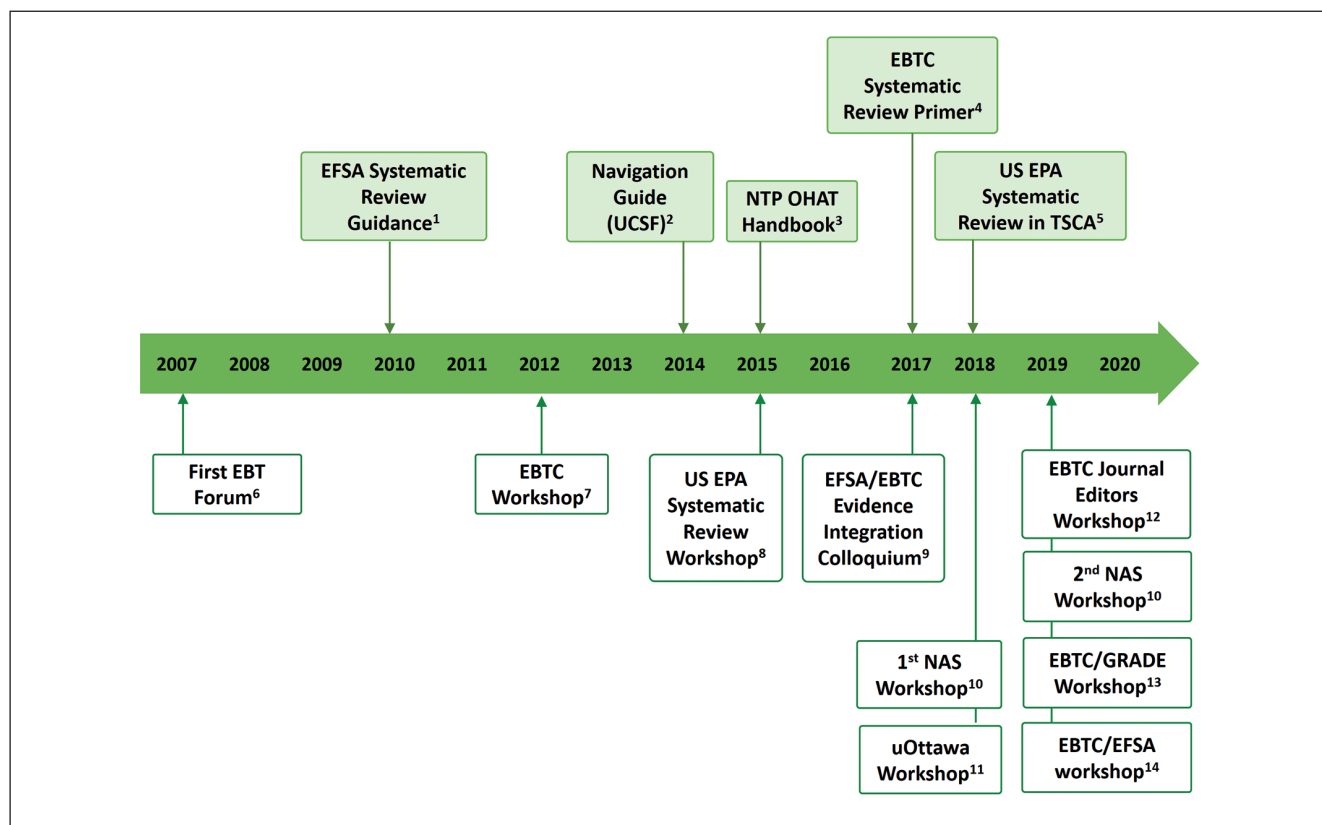 EBTC
Systematic
Review Primer⁴
EFSA Systematic
Review
Guidance¹
Navigation
Guide
(UCSF)²
NTP OHAT
Handbook³
US EPA
Systematic
Review in TSCA⁵
2007 2008 2009 2010 2011 2012 2013 2014 2015 2016 2017 2018 2019 2020
First EBT
Forum⁶
EBTC
Workshop⁷
US EPA
Systematic
Review
Workshop⁸
EFSA/EBTC
Evidence
Integration
Colloquium⁹
1ˢᵗ NAS
Workshop¹⁰
uOttawa
Workshop¹¹
EBTC Journal
Editors
Workshop¹²
2ⁿᵈ NAS
Workshop¹⁰
EBTC/GRADE
Workshop¹³
EBTC/EFSA
workshop¹⁴